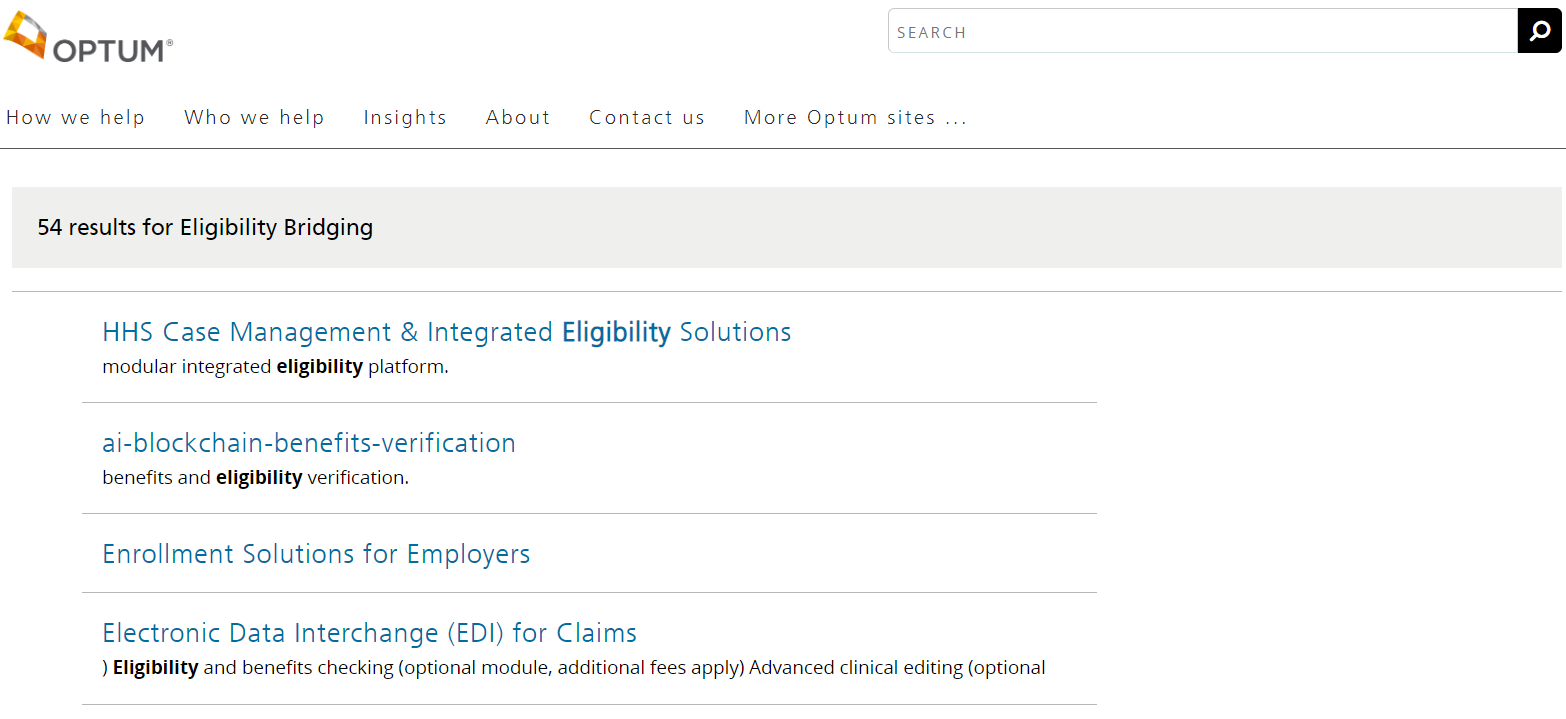 OPTUM®
SEARCH
How we help Who we help Insights About Contact us More Optum sites ...
54 results for Eligibility Bridging
HHS Case Management & Integrated Eligibility Solutions
modular integrated eligibility platform.
ai-blockchain-benefits-verification
benefits and eligibility verification.
Enrollment Solutions for Employers
Electronic Data Interchange (EDI) for Claims
) Eligibility and benefits checking (optional module, additional fees apply) Advanced clinical editing (optional